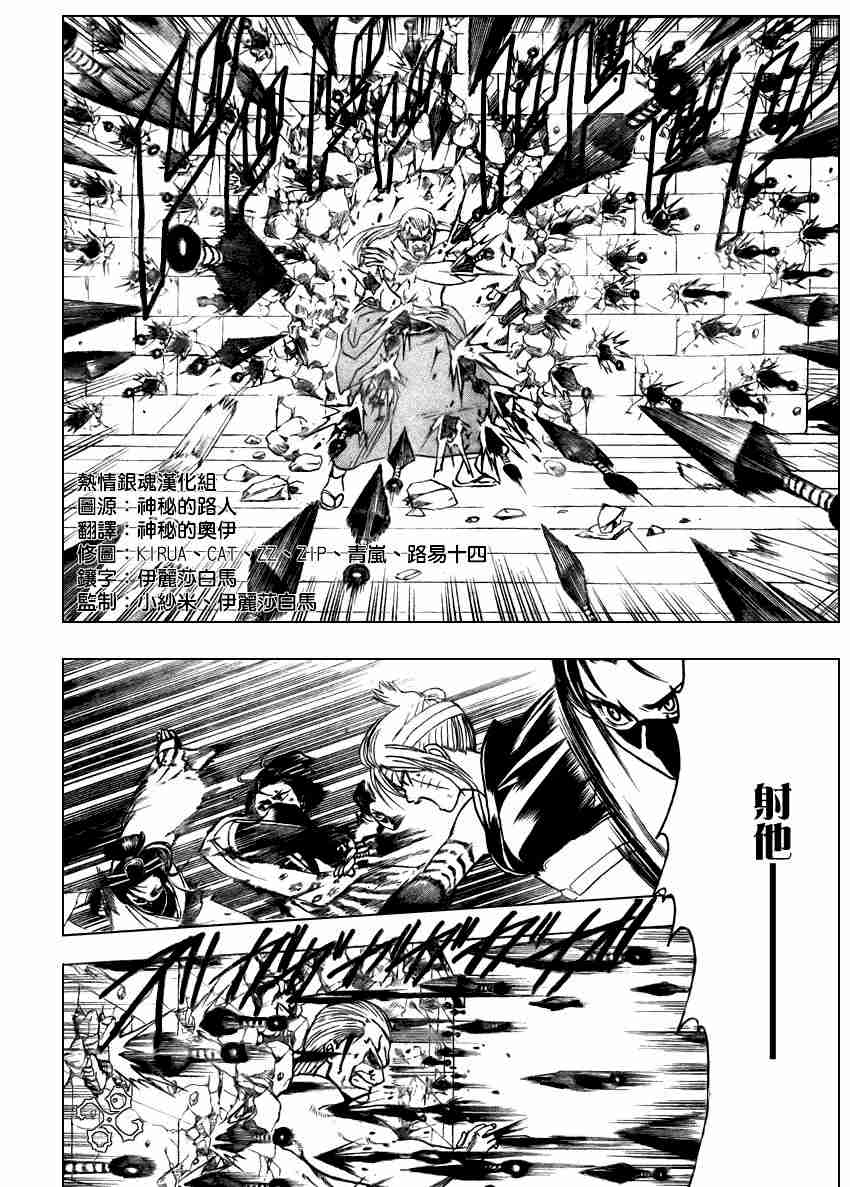 熱情銀魂漢化組
圖源：神秘的路人
翻譯：神秘的奧伊
修圖：KIRUA、CAT、ZZ、ZIP、青嵐、路易十四
鑲字：伊麗莎白馬
監制：小紗米、伊麗莎白馬
射他——